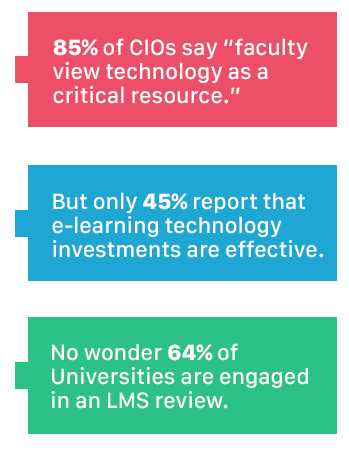 85% of CIOs say “faculty
view technology as a
critical resource.”
But only 45% report that
e-learning technology
investments are effective.
No wonder 64% of
Universities are engaged
in an LMS review.